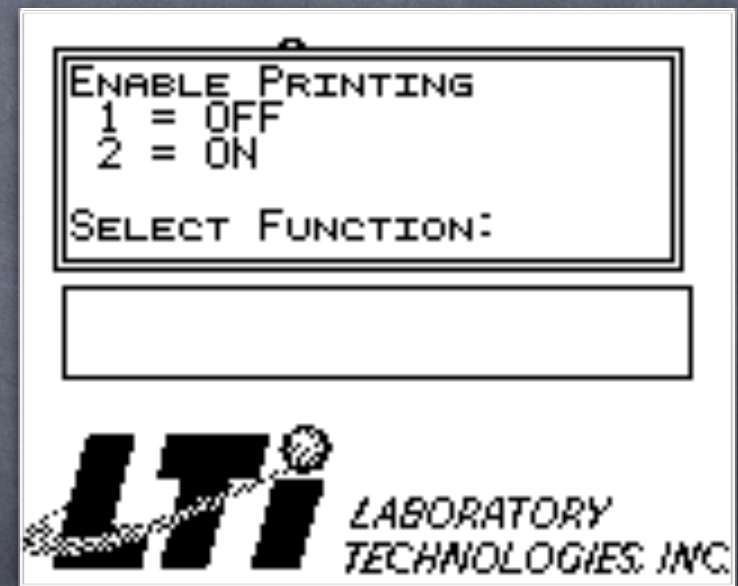 ENABLE PRINTING
1 = OFF
2 = ON
SELECT FUNCTION:
LTi
LABORATORY
TECHNOLOGIES, INC.